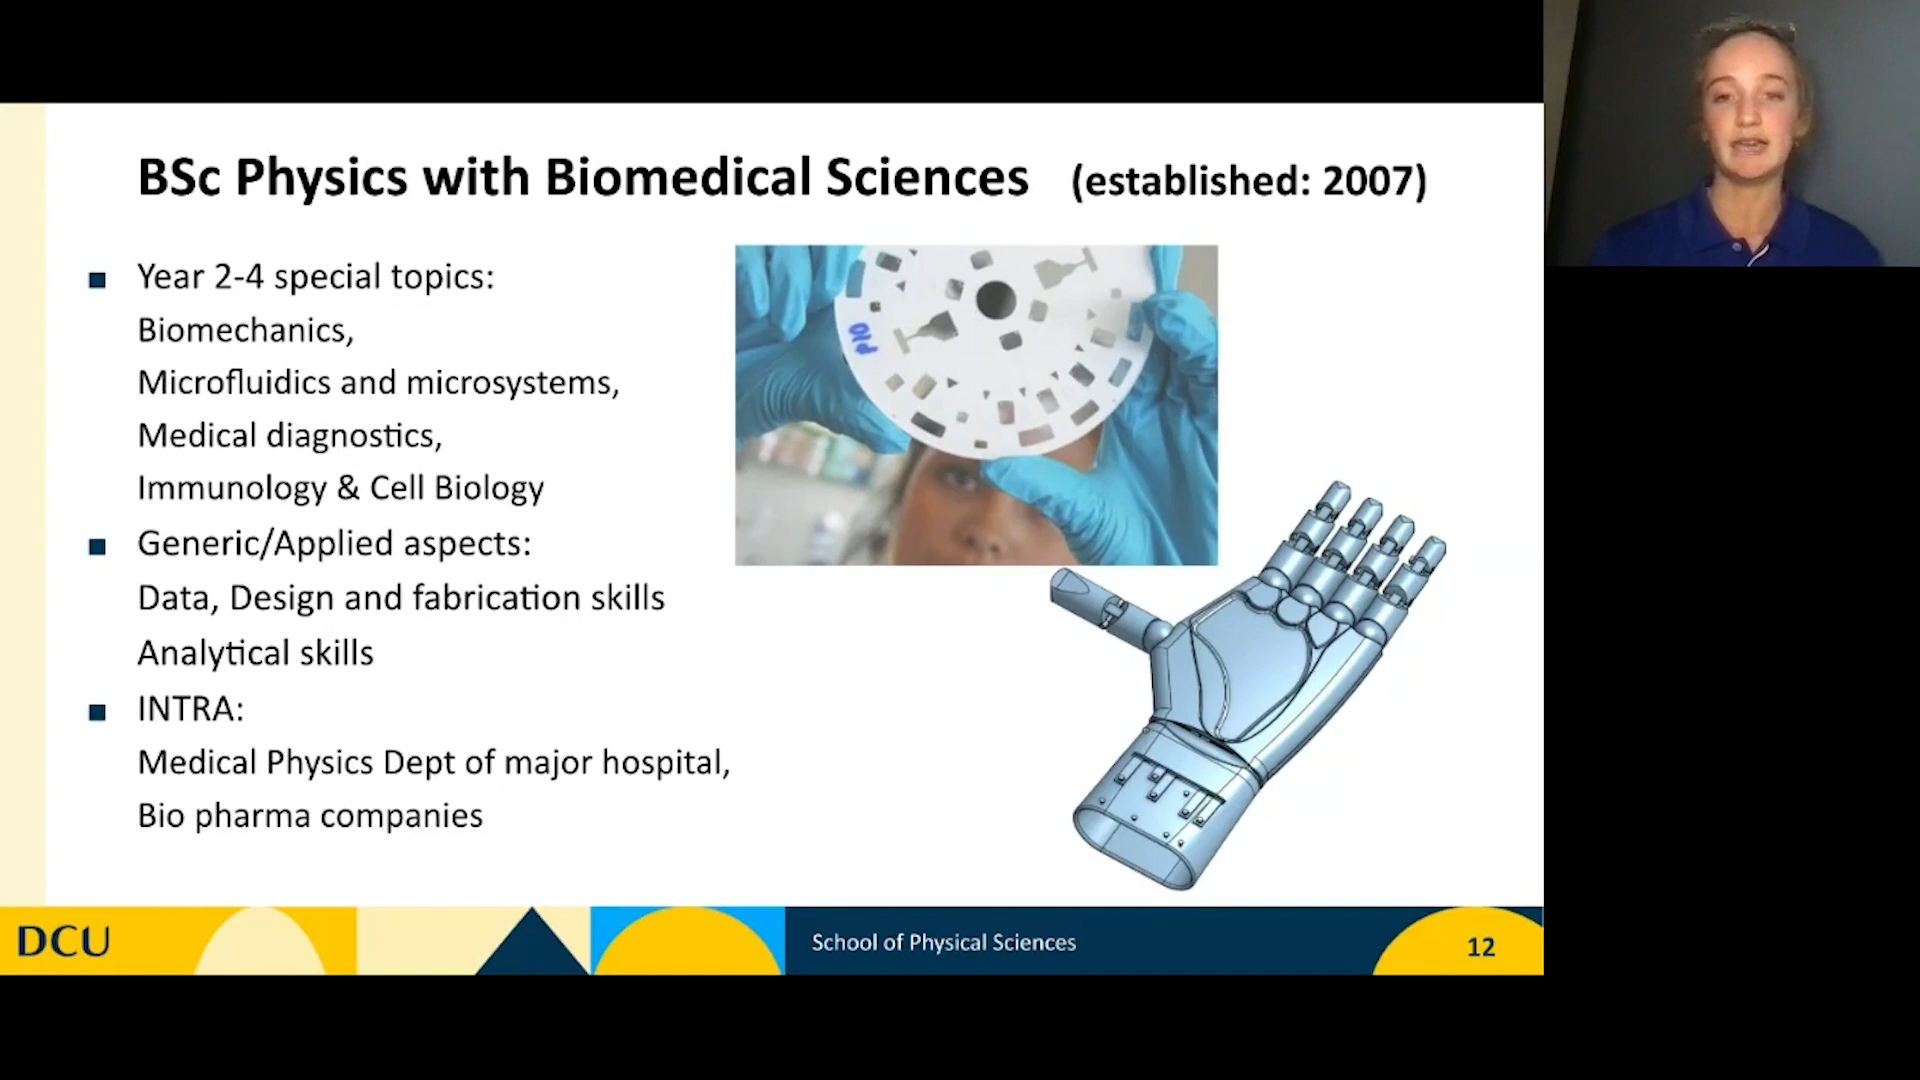 BSc Physics with Biomedical Sciences (established: 2007)
Year 2-4 special topics:
Biomechanics,
Microfluidics and microsystems,
Medical diagnostics,
Immunology & Cell Biology
Generic/Applied aspects:
Data, Design and fabrication skills
Analytical skills
INTRA:
Medical Physics Dept of major hospital,
Bio pharma companies
P10
DCU
School of Physical Sciences
12